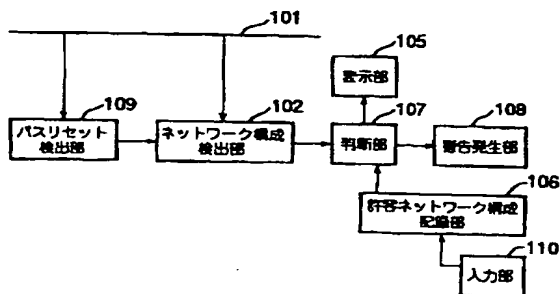 101
105
表示部
109
102
107
108
バスリセット
検出部
ネットワーク構成
検出部
判断部
警告発生部
106
許容ネットワーク構成
記録部
110
入力部